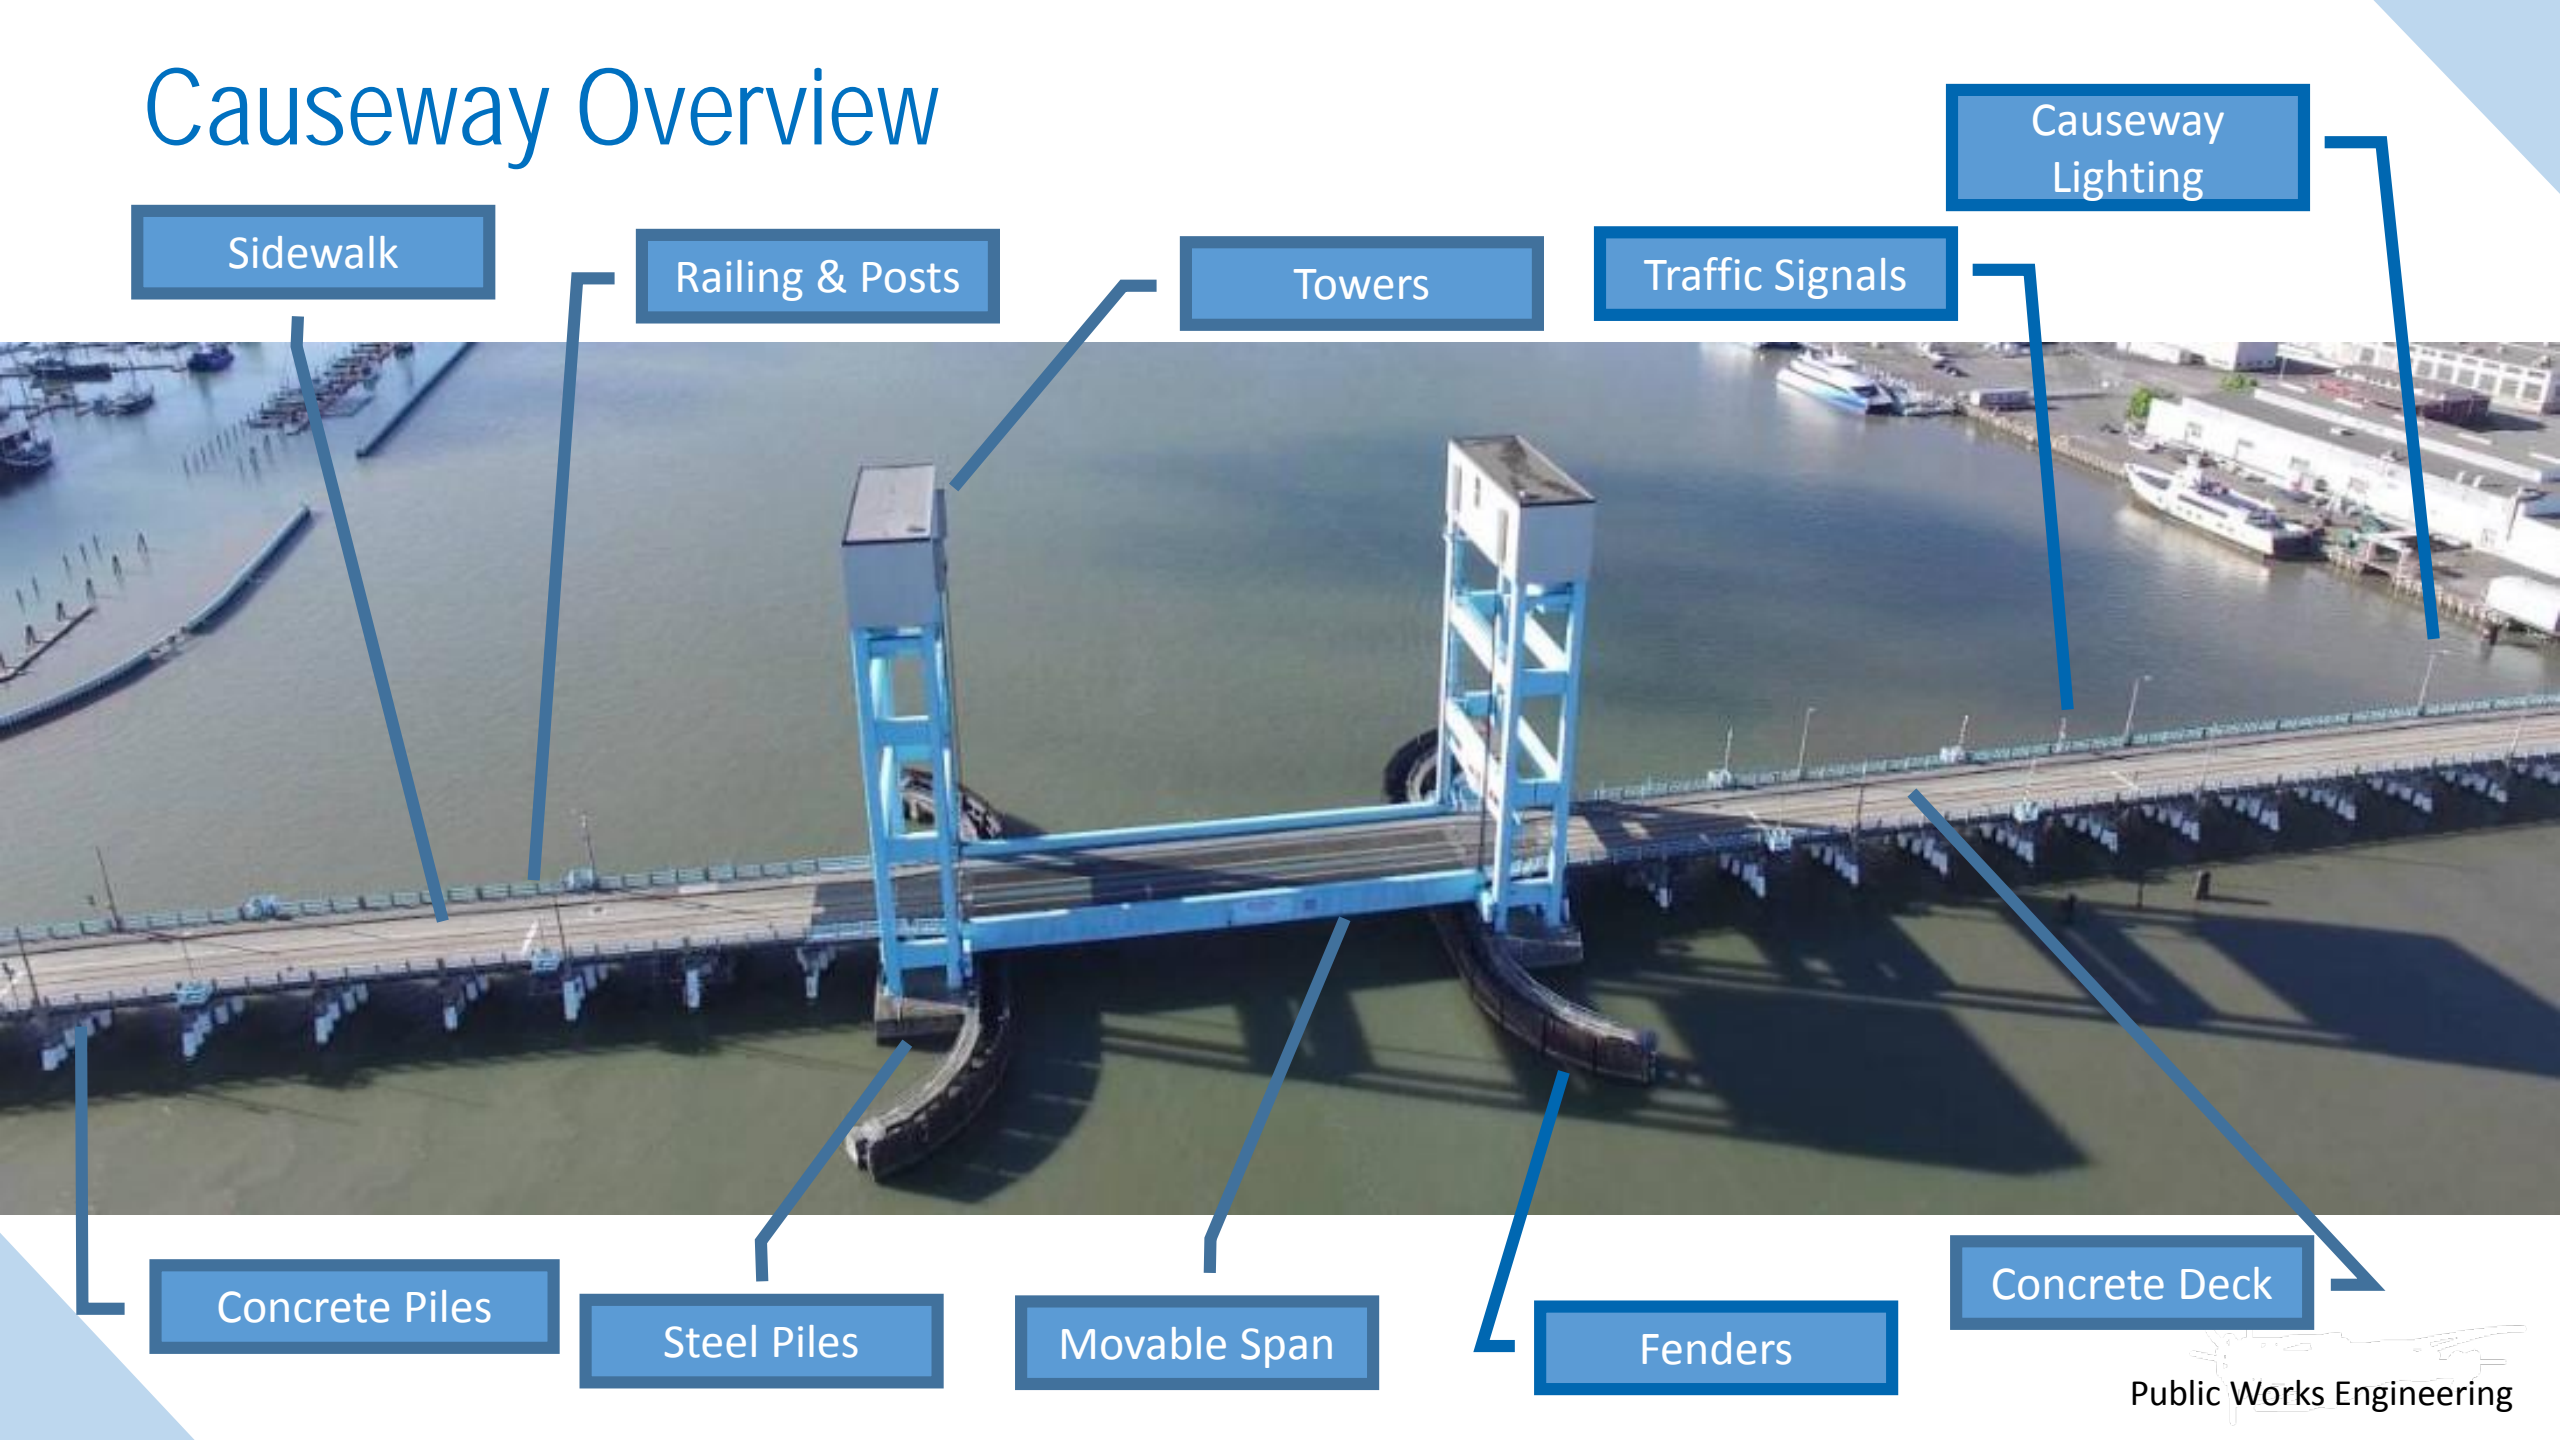 Causeway Overview
Causeway
Lighting
Sidewalk
Railing & Posts
Towers
Traffic Signals
Concrete Piles
Steel Piles
Movable Span
Fenders
Concrete Deck
Public Works Engineering